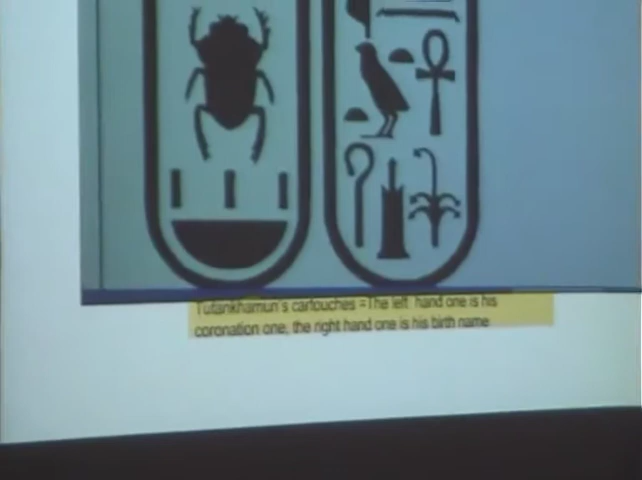 Tutankhamun's cartouches =The left hand one is his
coronation one, the right hand one is his birth name